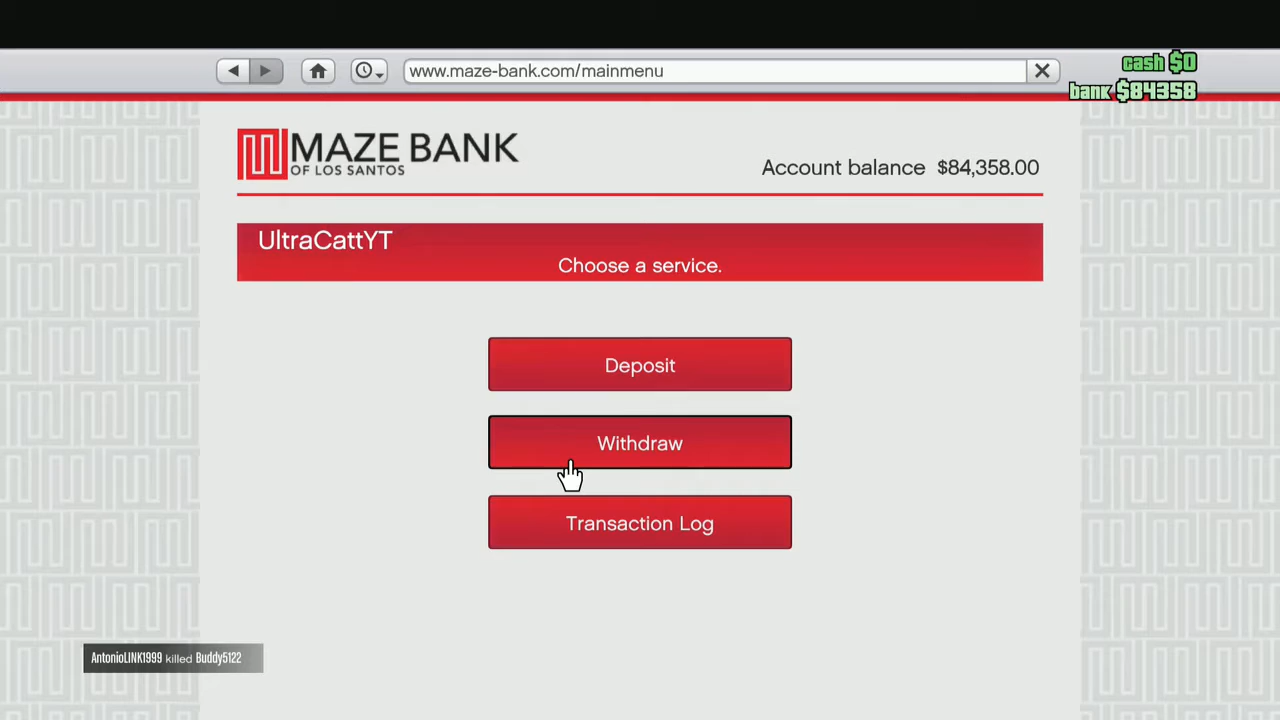 www.maze-bank.com/mainmenu
cash $0
bank $84358
MAZE BANK
OF LOS SANTOS
Account balance $84,358.00
UltraCattYT
Choose a service.
Deposit
Withdraw
Transaction Log
AntonioLINK1999 killed Buddy5122